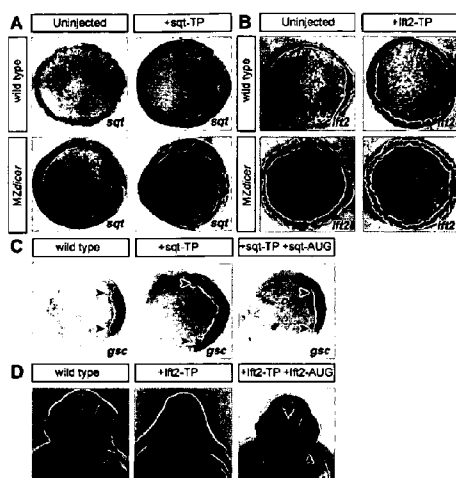 A Uninjected +sqt-TP B Uninjected +lft2-TP
wild type sqt sqt wild type lft2 lft2
MZdicer sqt sqt MZdicer lft2 lft2
C wild type +sqt-TP +sqt-TP +sqt-AUG
gsc gsc gsc
D wild type +lft2-TP +lft2-TP +lft2-AUG